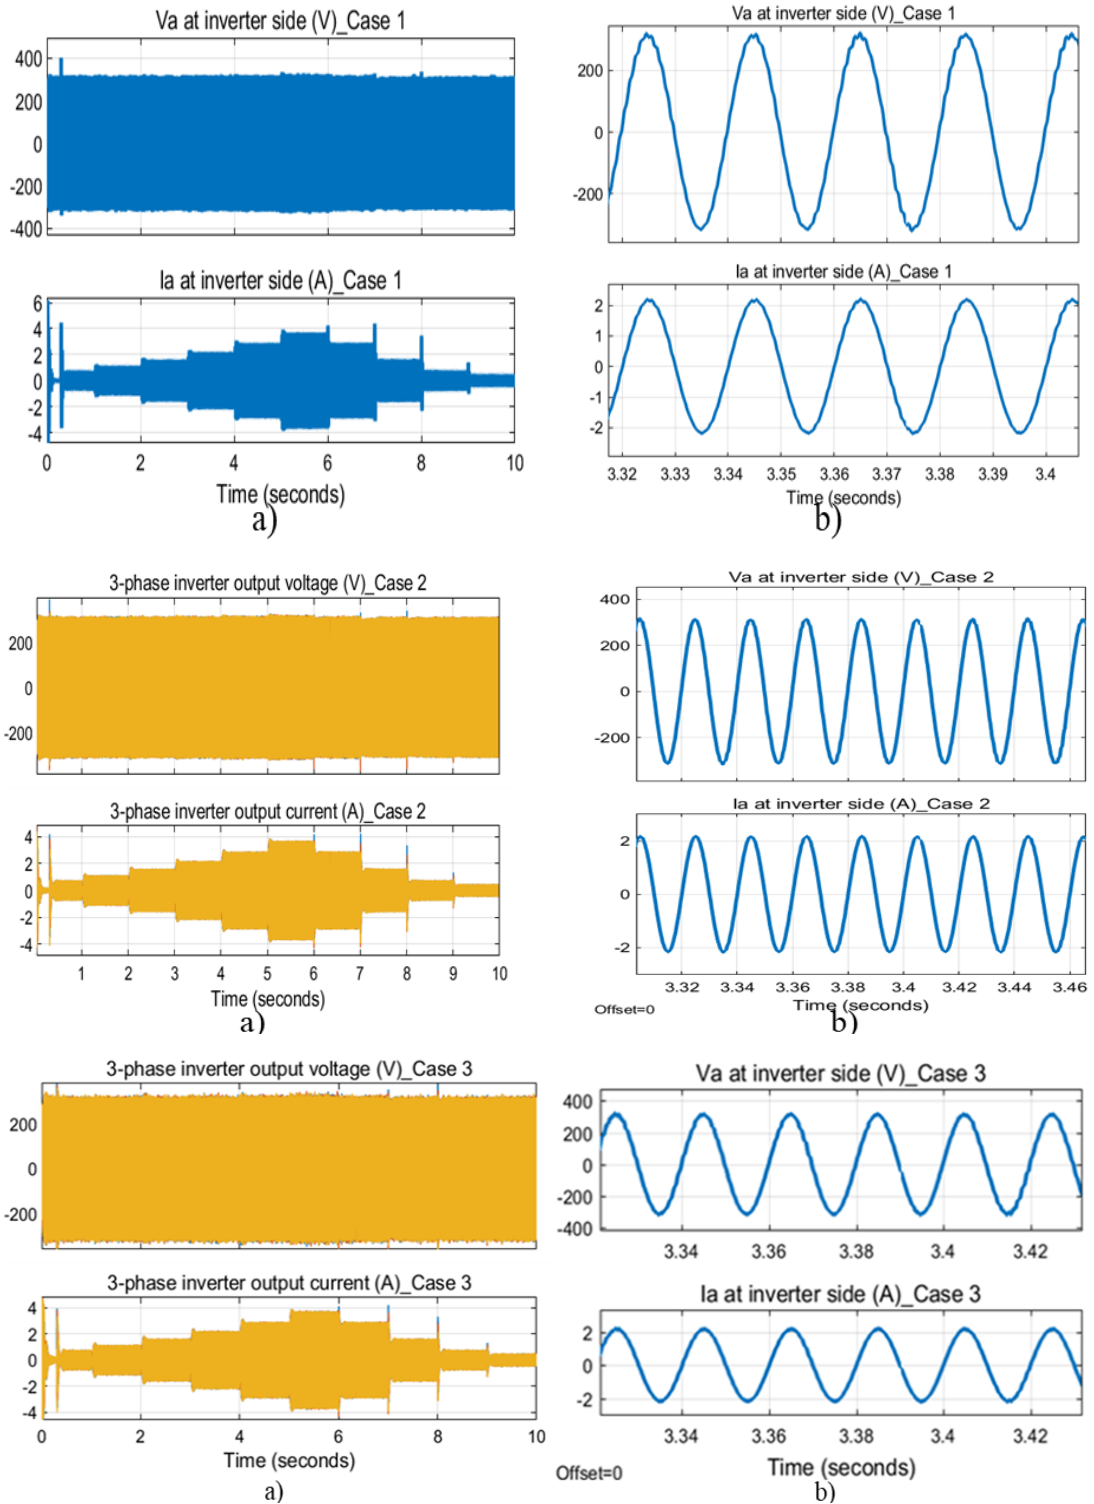 Va at inverter side (V)_Case 1
400
200
0
-200
-400
Ia at inverter side (A)_Case 1
6
4
2
0
-2
-4
0 2 4 6 8 10
Time (seconds)
a)
Va at inverter side (V)_Case 1
200
0
-200
Ia at inverter side (A)_Case 1
2
1
0
-1
-2
3.32 3.33 3.34 3.35 3.36 3.37 3.38 3.39 3.4
Time (seconds)
b)
3-phase inverter output voltage (V)_Case 2
200
0
-200
3-phase inverter output current (A)_Case 2
4
2
0
-2
-4
1 2 3 4 5 6 7 8 9 10
Time (seconds)
a)
Va at inverter side (V)_Case 2
400
200
0
-200
Ia at inverter side (A)_Case 2
2
0
-2
3.32 3.34 3.36 3.38 3.4 3.42 3.44 3.46
Offset=0
Time (seconds)
b)
3-phase inverter output voltage (V)_Case 3
200
0
-200
3-phase inverter output current (A)_Case 3
4
2
0
-2
-4
0 2 4 6 8 10
Time (seconds)
a)
Va at inverter side (V)_Case 3
400
200
0
-200
-400
3.34 3.36 3.38 3.4 3.42
Ia at inverter side (A)_Case 3
2
0
-2
3.34 3.36 3.38 3.4 3.42
Offset=0
Time (seconds)
b)